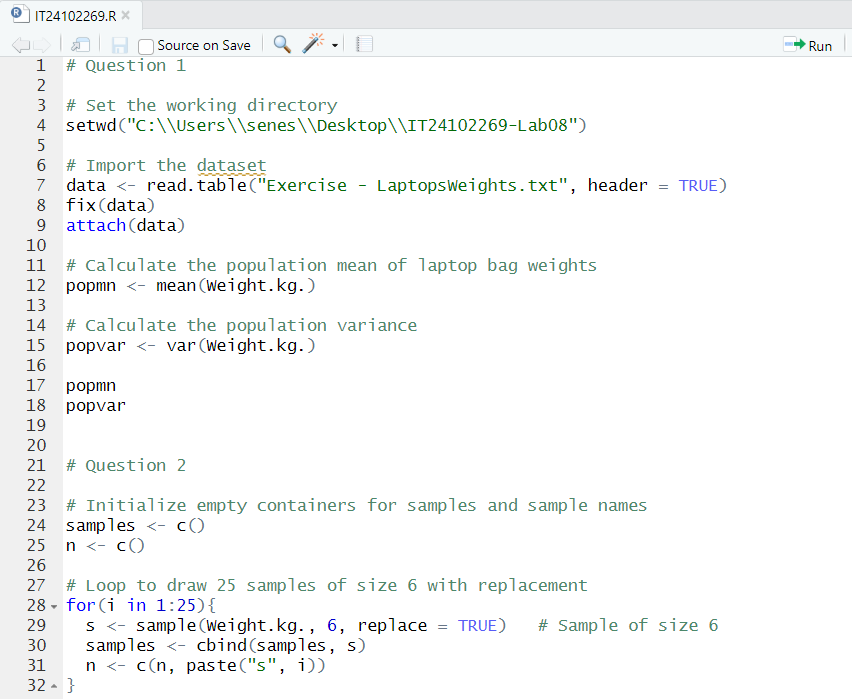 IT24102269.R
Source on Save
Run
1 # Question 1
2
3 # Set the working directory
4 setwd("C:\\Users\\senes\\Desktop\\IT24102269-Lab08")
5
6 # Import the dataset
7 data <- read.table("Exercise - LaptopsWeights.txt", header = TRUE)
8 fix(data)
9 attach(data)
10
11 # Calculate the population mean of laptop bag weights
12 popmn <- mean(Weight.kg.)
13
14 # Calculate the population variance
15 popvar <- var(Weight.kg.)
16
17 popmn
18 popvar
19
20
21 # Question 2
22
23 # Initialize empty containers for samples and sample names
24 samples <- c()
25 n <- c()
26
27 # Loop to draw 25 samples of size 6 with replacement
28 for(i in 1:25){
29   s <- sample(Weight.kg., 6, replace = TRUE)   # Sample of size 6
30   samples <- cbind(samples, s)
31   n <- c(n, paste("s", i))
32 }